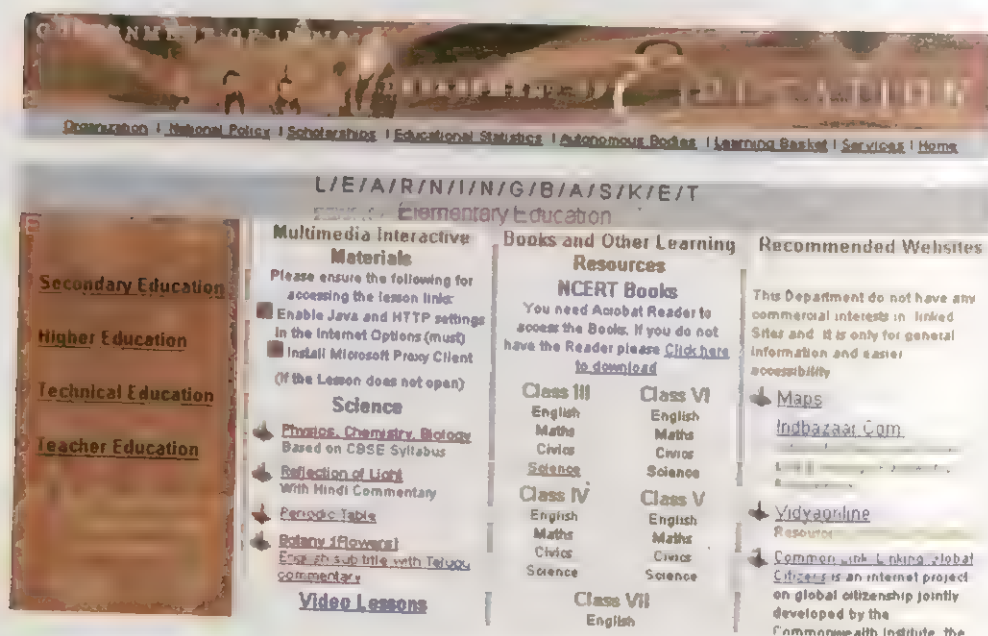 GOVERNMENT OF INDIA
EDUCATION
Organization | National Policy | Scholarships | Educational Statistics | Autonomous Bodies | Learning Basket | Services | Home
L/E/A/R/N/I/N/G/B/A/S/K/E/T
Elementary Education
Secondary Education
Higher Education
Technical Education
Teacher Education
Multimedia Interactive
Materials
Please ensure the following for
accessing the lesson links:
Enable Java and HTTP settings
in the Internet Options (must)
Install Microsoft Proxy Client
(If the Lesson does not open)
Science
Physics, Chemistry, Biology
Based on CBSE Syllabus
Reflection of Light
With Hindi Commentary
Periodic Table
Botany (Flowers)
English sub title with Telugu
commentary
Video Lessons
Books and Other Learning
Resources
NCERT Books
You need Acrobat Reader to
access the Books. If you do not
have the Reader please Click here
to download
Class III
English
Maths
Civics
Science
Class VI
English
Maths
Civics
Science
Class IV
English
Maths
Civics
Science
Class V
English
Maths
Civics
Science
Class VII
English
Recommended Websites
This Department do not have any
commercial interests in linked
Sites and it is only for general
information and easier
accessibility
Maps
Indbazaar.Com
Vidyaonline
Common Link Linking Global
Citizens is an internet project
on global citizenship jointly
developed by the
Commonwealth Institute, the